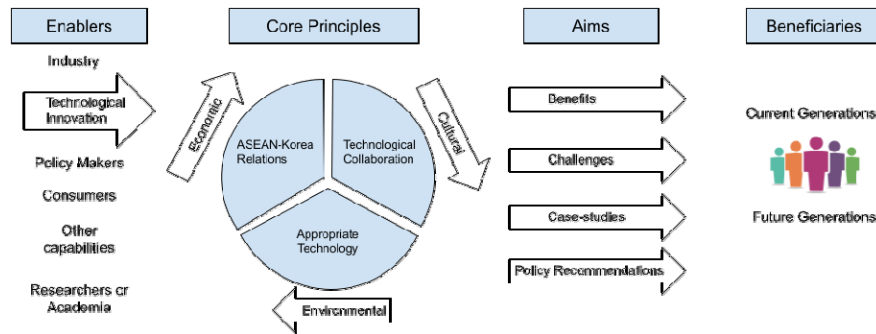 Enablers
Core Principles
Aims
Beneficiaries
Industry
Technological
Innovation
Policy Makers
Consumers
Other
capabilities
Researchers or
Academia
Economic
ASEAN-Korea
Relations
Technological
Collaboration
Appropriate
Technology
Cultural
Environmental
Benefits
Challenges
Case-studies
Policy Recommendations
Current Generations
Future Generations